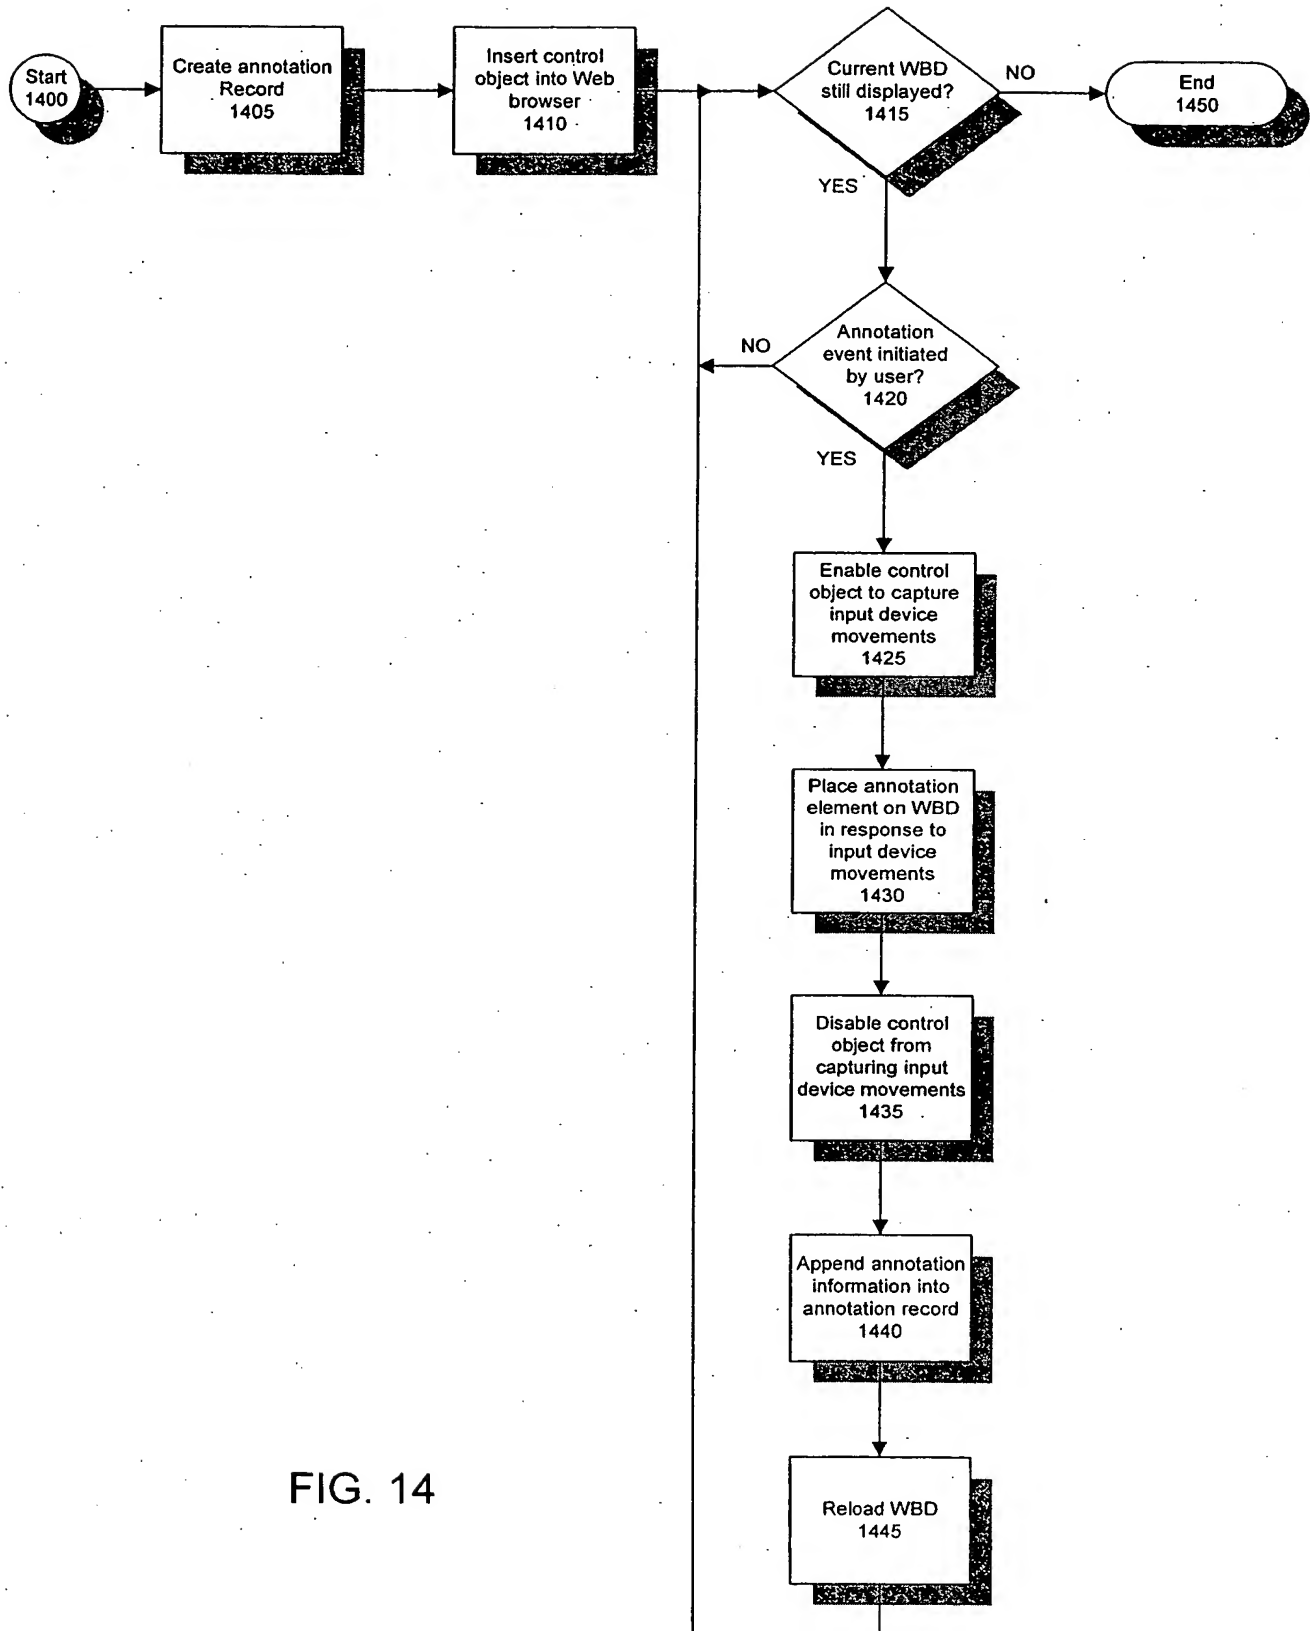 Start
1400
Create annotation
Record
1405
Insert control
object into Web
browser
1410
Current WBD
still displayed?
1415
NO
End
1450
YES
Annotation
event initiated
by user?
1420
NO
YES
Enable control
object to capture
input device
movements
1425
Place annotation
element on WBD
in response to
input device
movements
1430
Disable control
object from
capturing input
device movements
1435
Append annotation
information into
annotation record
1440
Reload WBD
1445
FIG. 14